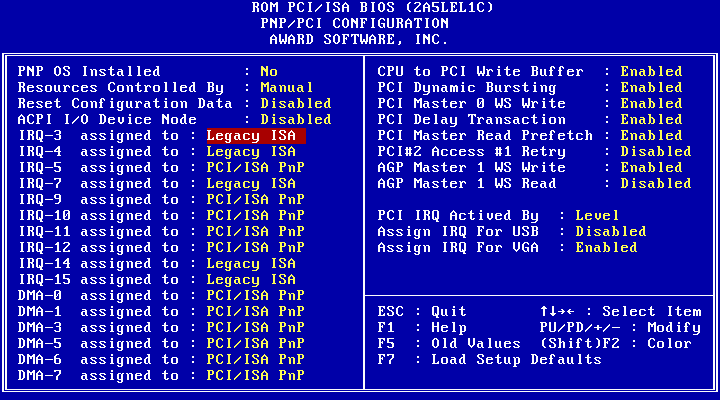 ROM PCI/ISA BIOS (2A5LEL1C)
PNP/PCI CONFIGURATION
AWARD SOFTWARE, INC.
PNP OS Installed : No
Resources Controlled By : Manual
Reset Configuration Data : Disabled
ACPI I/O Device Node : Disabled
IRQ-3 assigned to : Legacy ISA
IRQ-4 assigned to : Legacy ISA
IRQ-5 assigned to : PCI/ISA PnP
IRQ-7 assigned to : Legacy ISA
IRQ-9 assigned to : PCI/ISA PnP
IRQ-10 assigned to : PCI/ISA PnP
IRQ-11 assigned to : PCI/ISA PnP
IRQ-12 assigned to : PCI/ISA PnP
IRQ-14 assigned to : Legacy ISA
IRQ-15 assigned to : Legacy ISA
DMA-0 assigned to : PCI/ISA PnP
DMA-1 assigned to : PCI/ISA PnP
DMA-3 assigned to : PCI/ISA PnP
DMA-5 assigned to : PCI/ISA PnP
DMA-6 assigned to : PCI/ISA PnP
DMA-7 assigned to : PCI/ISA PnP
CPU to PCI Write Buffer : Enabled
PCI Dynamic Bursting : Enabled
PCI Master 0 WS Write : Enabled
PCI Delay Transaction : Enabled
PCI Master Read Prefetch : Enabled
PCI#2 Access #1 Retry : Disabled
AGP Master 1 WS Write : Enabled
AGP Master 1 WS Read : Disabled
PCI IRQ Actived By : Level
Assign IRQ For USB : Disabled
Assign IRQ For VGA : Enabled
ESC : Quit ↑↓→← : Select Item
F1 : Help PU/PD/+/- : Modify
F5 : Old Values (Shift)F2 : Color
F7 : Load Setup Defaults